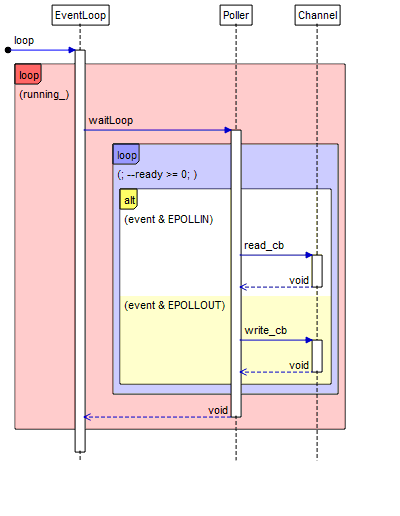 EventLoop
Poller
Channel
loop
loop
(running_)
waitLoop
loop
(; --ready >= 0; )
alt
(event & EPOLLIN)
read_cb
void
(event & EPOLLOUT)
write_cb
void
void